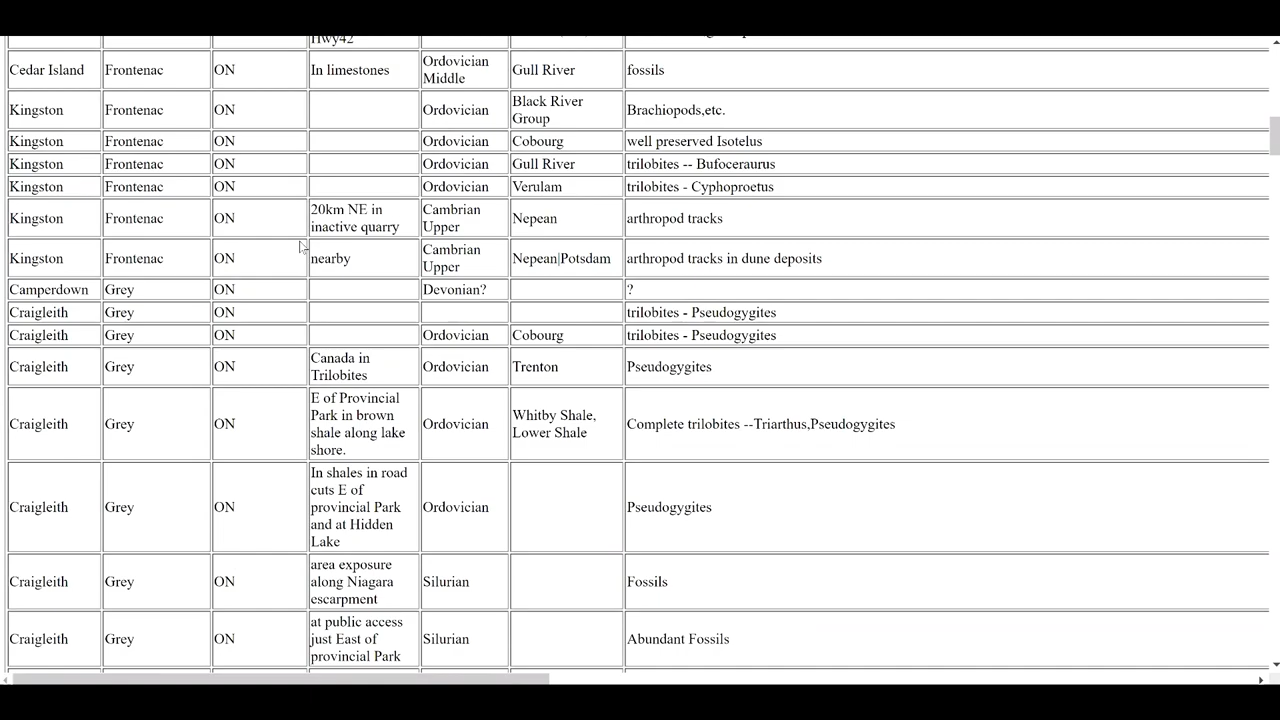 Hwy42
Cedar Island Frontenac ON In limestones Ordovician Middle Gull River fossils
Kingston Frontenac ON Ordovician Black River Group Brachiopods,etc.
Kingston Frontenac ON Ordovician Cobourg well preserved Isotelus
Kingston Frontenac ON Ordovician Gull River trilobites -- Bufoceraurus
Kingston Frontenac ON Ordovician Verulam trilobites - Cyphoproetus
Kingston Frontenac ON 20km NE in inactive quarry Cambrian Upper Nepean arthropod tracks
Kingston Frontenac ON nearby Cambrian Upper Nepean|Potsdam arthropod tracks in dune deposits
Camperdown Grey ON Devonian? ?
Craigleith Grey ON trilobites - Pseudogygites
Craigleith Grey ON Ordovician Cobourg trilobites - Pseudogygites
Craigleith Grey ON Canada in Trilobites Ordovician Trenton Pseudogygites
Craigleith Grey ON E of Provincial Park in brown shale along lake shore. Ordovician Whitby Shale, Lower Shale Complete trilobites --Triarthus,Pseudogygites
Craigleith Grey ON In shales in road cuts E of provincial Park and at Hidden Lake Ordovician Pseudogygites
Craigleith Grey ON area exposure along Niagara escarpment Silurian Fossils
Craigleith Grey ON at public access just East of provincial Park Silurian Abundant Fossils